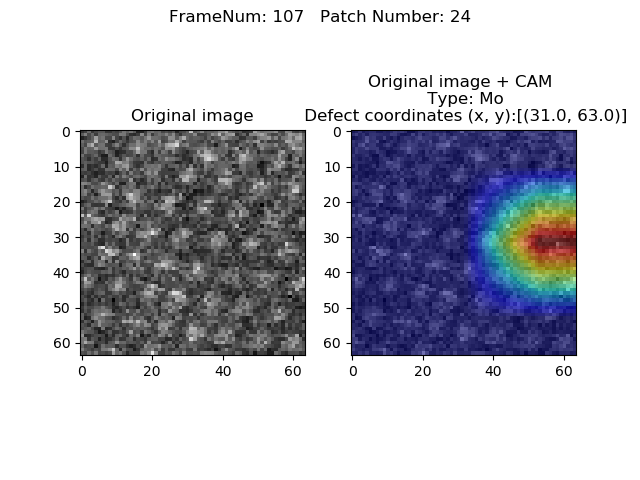 FrameNum: 107   Patch Number: 24
Original image
Original image + CAM
Type: Mo
Defect coordinates (x, y):[(31.0, 63.0)]
0
10
20
30
40
50
60
0 20 40 60
0
10
20
30
40
50
60
0 20 40 60